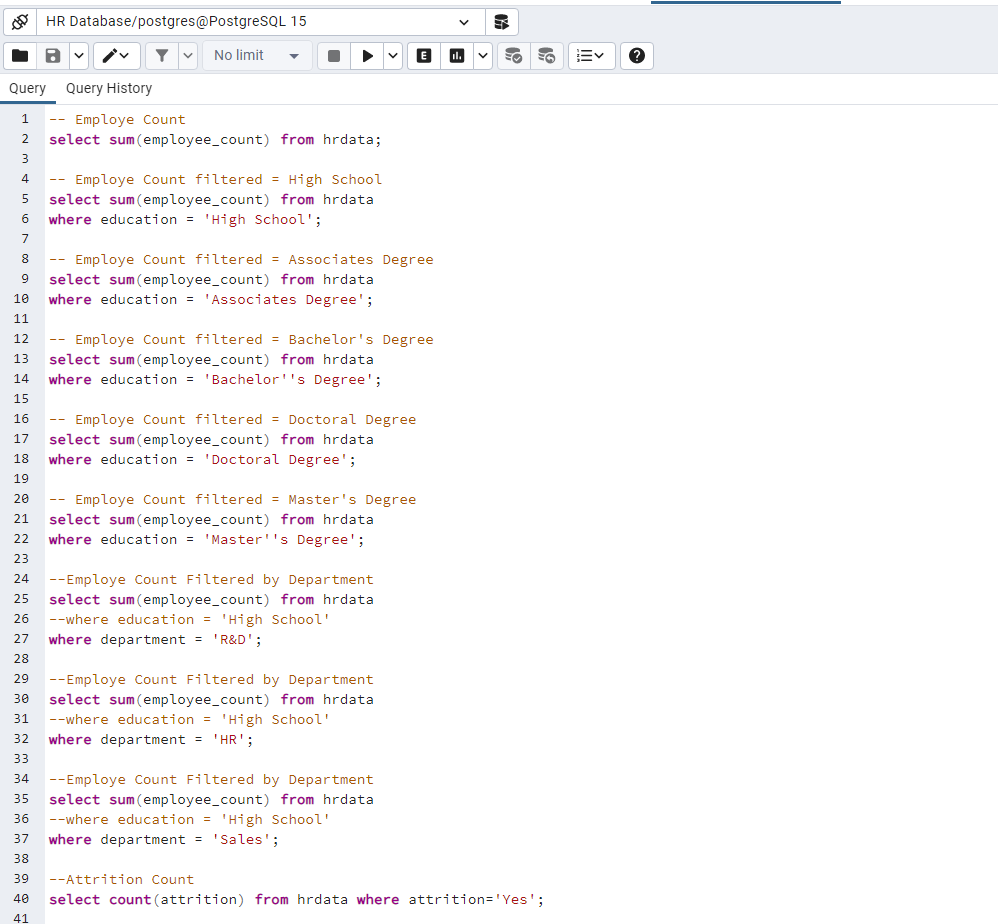 HR Database/postgres@PostgreSQL 15
No limit
E
?
Query Query History
1 -- Employe Count
2 select sum(employee_count) from hrdata;
3
4 -- Employe Count filtered = High School
5 select sum(employee_count) from hrdata
6 where education = 'High School';
7
8 -- Employe Count filtered = Associates Degree
9 select sum(employee_count) from hrdata
10 where education = 'Associates Degree';
11
12 -- Employe Count filtered = Bachelor's Degree
13 select sum(employee_count) from hrdata
14 where education = 'Bachelor''s Degree';
15
16 -- Employe Count filtered = Doctoral Degree
17 select sum(employee_count) from hrdata
18 where education = 'Doctoral Degree';
19
20 -- Employe Count filtered = Master's Degree
21 select sum(employee_count) from hrdata
22 where education = 'Master''s Degree';
23
24 --Employe Count Filtered by Department
25 select sum(employee_count) from hrdata
26 --where education = 'High School'
27 where department = 'R&D';
28
29 --Employe Count Filtered by Department
30 select sum(employee_count) from hrdata
31 --where education = 'High School'
32 where department = 'HR';
33
34 --Employe Count Filtered by Department
35 select sum(employee_count) from hrdata
36 --where education = 'High School'
37 where department = 'Sales';
38
39 --Attrition Count
40 select count(attrition) from hrdata where attrition='Yes';
41